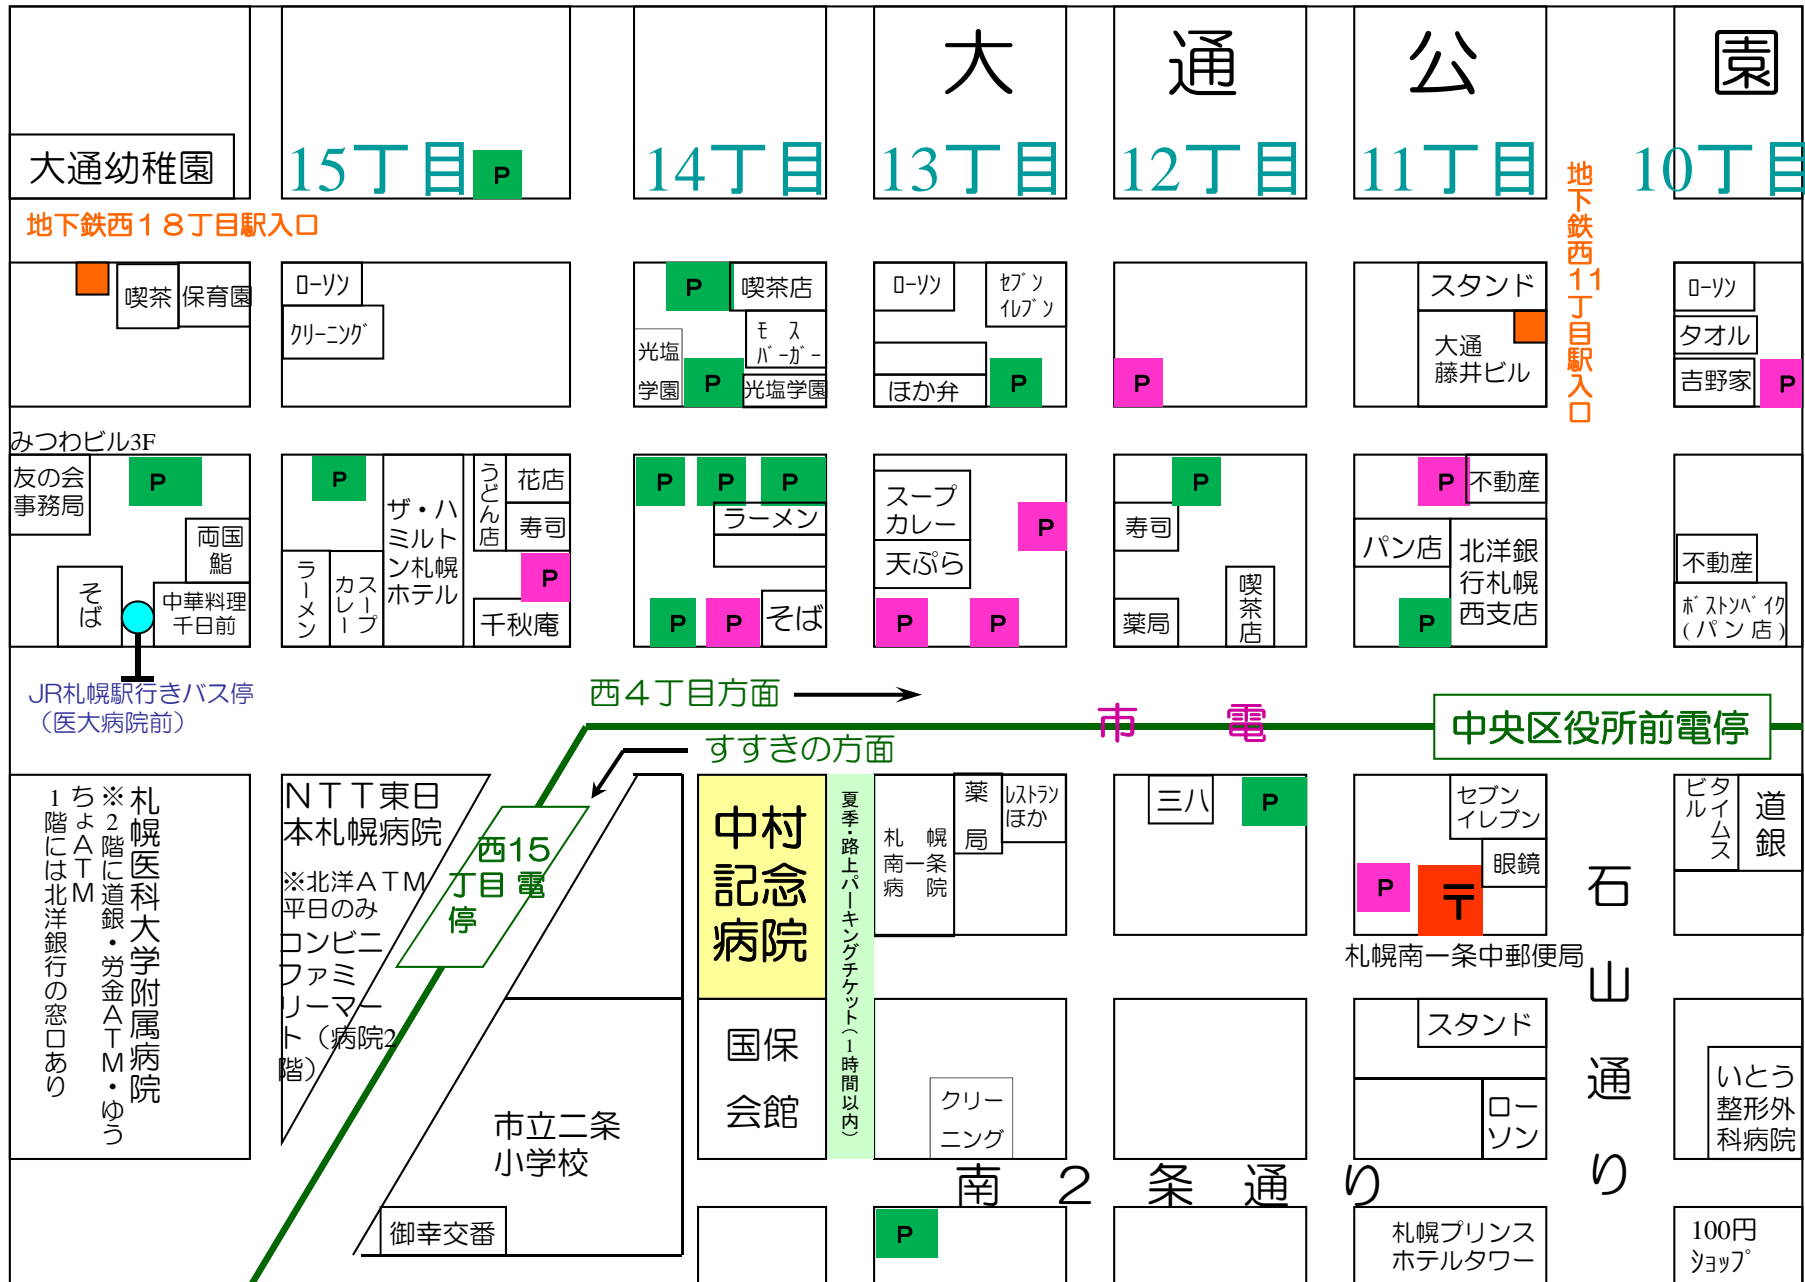 大通公園
大通幼稚園
15丁目
P
14丁目
13丁目
12丁目
11丁目
10丁目
地下鉄西18丁目駅入口
地下鉄西11丁目駅入口
喫茶
保育園
ローソン
クリーニング
P
喫茶店
モス
バーガー
光塩
学園
P
光塩学園
ローソン
セブン
イレブン
ほか弁
P
P
スタンド
大通
藤井ビル
ローソン
タオル
吉野家
P
みつわビル3F
友の会
事務局
P
両国
鮨
そば
中華料理
千日前
P
ザ・ハ
ミルト
ン札幌
ホテル
うどん店
花店
寿司
P
千秋庵
ラーメン
スープ
カレー
P
P
P
ラーメン
P
P
そば
スープ
カレー
天ぷら
P
P
P
P
寿司
薬局
喫茶店
P
不動産
パン店
北洋銀
行札幌
西支店
P
不動産
ボストンベイク
(パン店)
JR札幌駅行きバス停
(医大病院前)
西4丁目方面
市電
中央区役所前電停
すすきの方面
札幌医科大学附属病院
※2階に道銀・労金ATM・ゆう
ちょATM
1階には北洋銀行の窓口あり
NTT東日
本札幌病院
※北洋ATM
平日のみ
コンビニ
ファミ
リーマー
ト(病院2
階)
西15
丁目電
停
中村
記念
病院
夏季・路上パーキングチケット(1時間以内)
札幌
南一条
病院
薬局
レストラン
ほか
三八
P
セブン
イレブン
眼鏡
P
〒
札幌南一条中郵便局
タイムス
ビル
道銀
石山通り
国保
会館
クリー
ニング
スタンド
ロー
ソン
いとう
整形外
科病院
市立二条
小学校
御幸交番
南2条通り
P
札幌プリンス
ホテルタワー
100円
ショップ